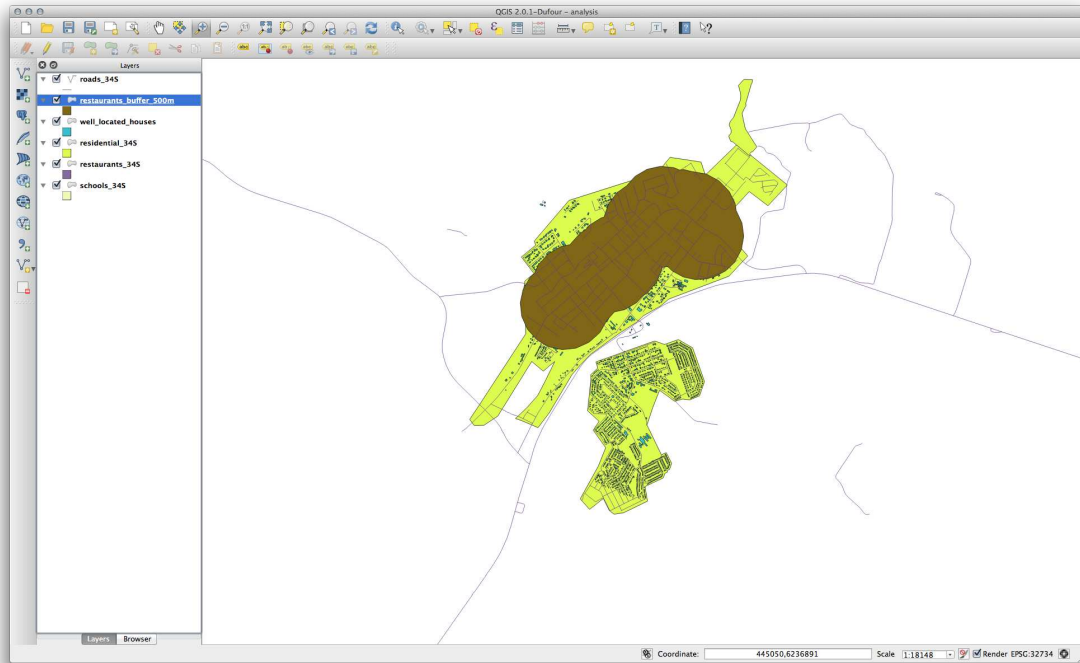 QGIS 2.0.1-Dufour - analysis
Layers
roads_34S
restaurants_buffer_500m
well_located_houses
residential_34S
restaurants_34S
schools_34S
Layers Browser
Coordinate: 445050,6236891 Scale 1:18148 Render EPSG:32734